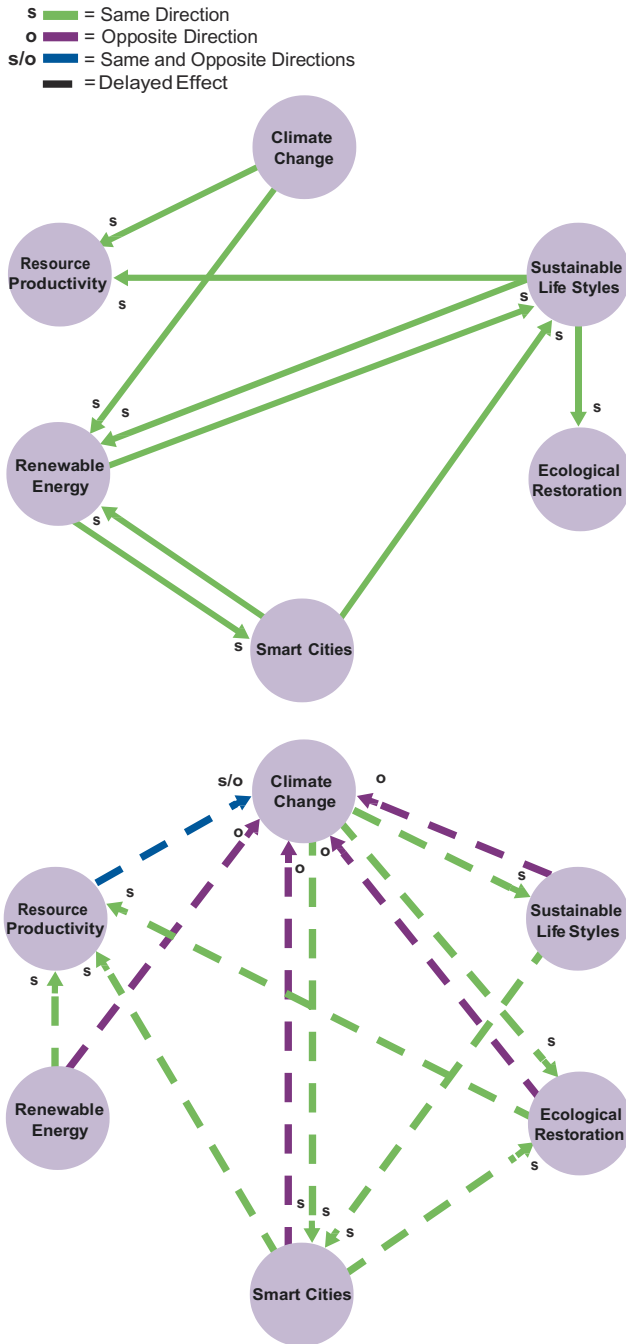 s = Same Direction
o = Opposite Direction
s/o = Same and Opposite Directions
= Delayed Effect
Climate
Change
s
Resource
Productivity
s
Sustainable
Life Styles
s
s
s
s
s
Renewable
Energy
Ecological
Restoration
s
s
Smart Cities
s/o
o
Climate
Change
o
o
o
s
s
Resource
Productivity
Sustainable
Life Styles
s
s
s
Renewable
Energy
Ecological
Restoration
s
s
s
s
Smart Cities